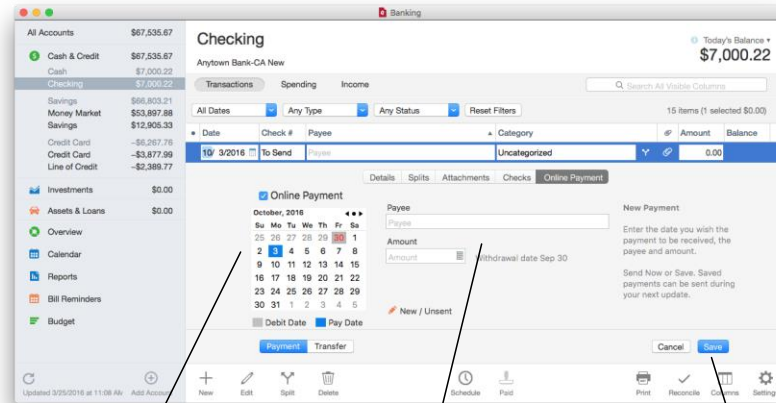 Banking
All Accounts $67,535.67
Cash & Credit $67,535.67
Cash $7,000.22
Checking $7,000.22
Savings $66,803.21
Money Market $53,897.88
Savings $12,905.33
Credit Card –$6,267.76
Credit Card –$3,877.99
Line of Credit –$2,389.77
Investments $0.00
Assets & Loans $0.00
Overview
Calendar
Reports
Bill Reminders
Budget
Updated 3/25/2016 at 11:08 AM Add Account
Checking
Anytown Bank-CA New
Today's Balance
$7,000.22
Transactions Spending Income
Search All Visible Columns
All Dates Any Type Any Status Reset Filters
15 items (1 selected $0.00)
Date Check # Payee Category Amount Balance
10/ 3/2016 To Send Payee Uncategorized 0.00
Details Splits Attachments Checks Online Payment
Online Payment
October, 2016
Su Mo Tu We Th Fr Sa
25 26 27 28 29 30 1
2 3 4 5 6 7 8
9 10 11 12 13 14 15
16 17 18 19 20 21 22
23 24 25 26 27 28 29
30 31 1 2 3 4 5
Debit Date Pay Date
Payee
Payee
Amount
Amount
Withdrawal date Sep 30
New / Unsent
New Payment
Enter the date you wish the
payment to be received, the
payee and amount.
Send Now or Save. Saved
payments can be sent during
your next update.
Payment Transfer
Cancel Save
New Edit Split Delete Schedule Paid Print Reconcile Columns Setting